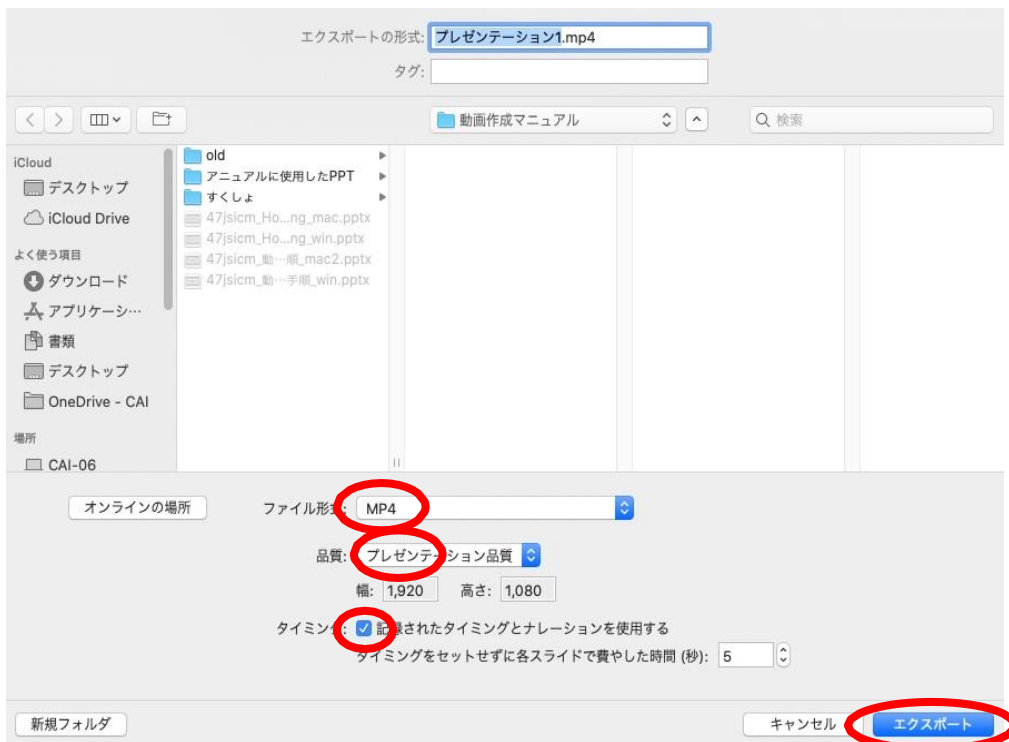 エクスポートの形式: プレゼンテーション1.mp4
タグ:
動画作成マニュアル
検索
iCloud
デスクトップ
iCloud Drive
よく使う項目
ダウンロード
アプリケーシ…
書類
デスクトップ
OneDrive - CAI
場所
CAI-06
old
アニュアルに使用したPPT
すくしょ
47jsicm_Ho...ng_mac.pptx
47jsicm_Ho...ng_win.pptx
47jsicm_動…順_mac2.pptx
47jsicm_動…手順_win.pptx
オンラインの場所
ファイル形式: MP4
品質: プレゼンテーション品質
幅: 1,920 高さ: 1,080
タイミング: 記録されたタイミングとナレーションを使用する
タイミングをセットせずに各スライドで費やした時間 (秒): 5
新規フォルダ
キャンセル
エクスポート